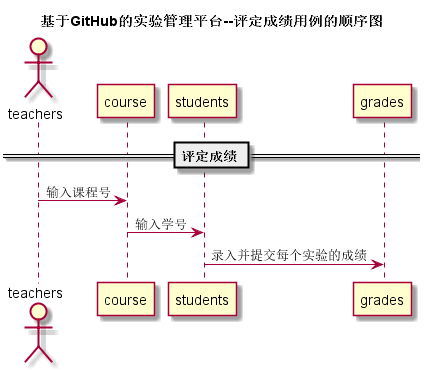 基于GitHub的实验管理平台--评定成绩用例的顺序图
teachers
course
students
grades
评定成绩
输入课程号
输入学号
录入并提交每个实验的成绩
teachers
course
students
grades